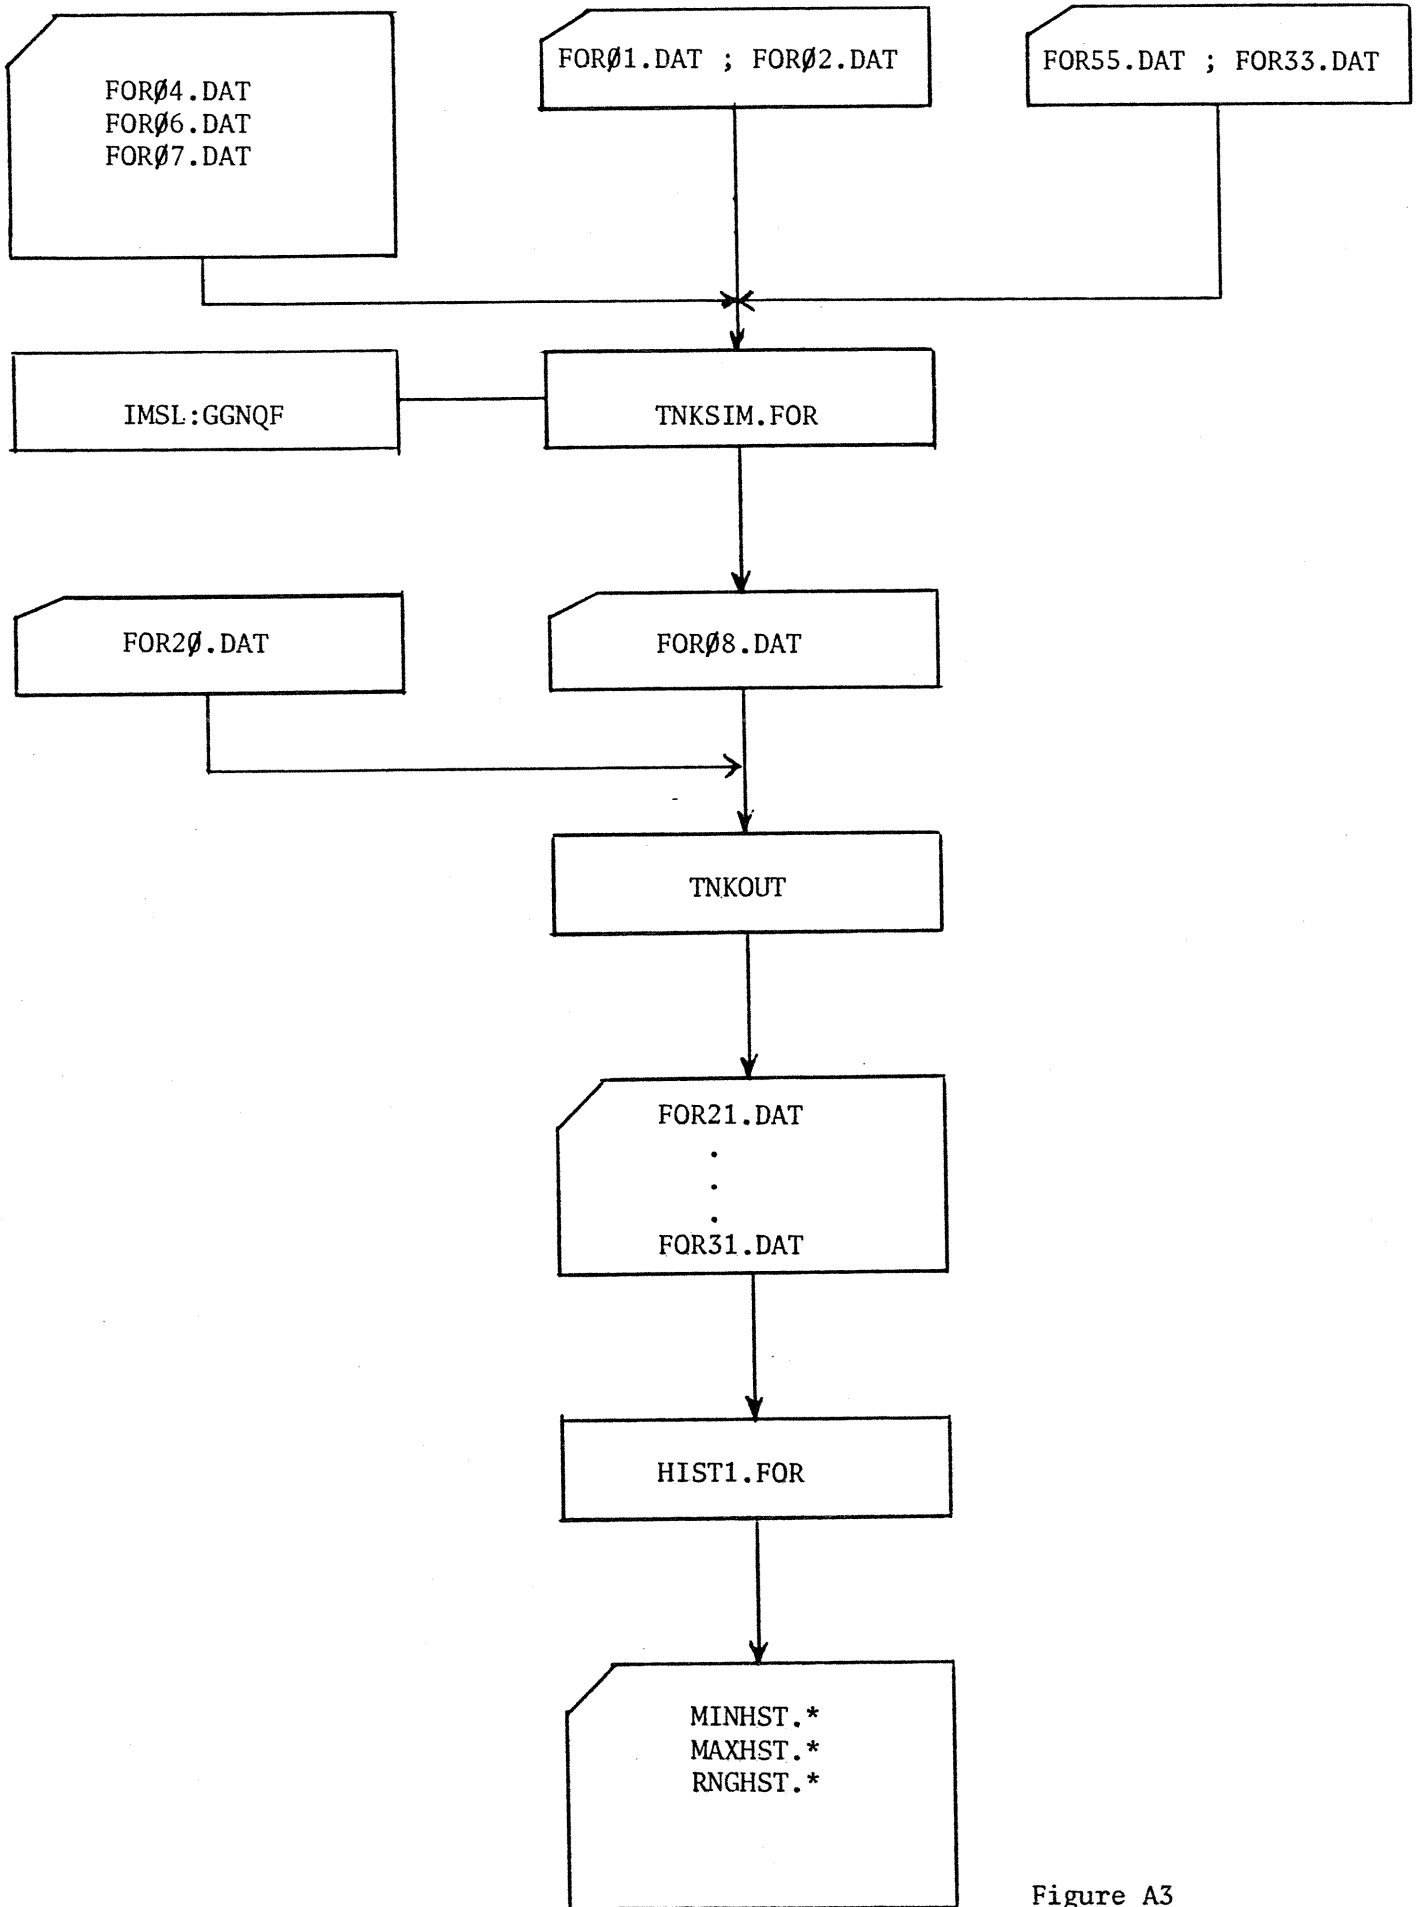 FORØ4.DAT
FORØ6.DAT
FORØ7.DAT
FORØ1.DAT ; FORØ2.DAT
FOR55.DAT ; FOR33.DAT
IMSL:GGNQF
TNKSIM.FOR
FOR2Ø.DAT
FORØ8.DAT
TNKOUT
FOR21.DAT
.
.
.
FOR31.DAT
HIST1.FOR
MINHST.*
MAXHST.*
RNGHST.*
Figure A3